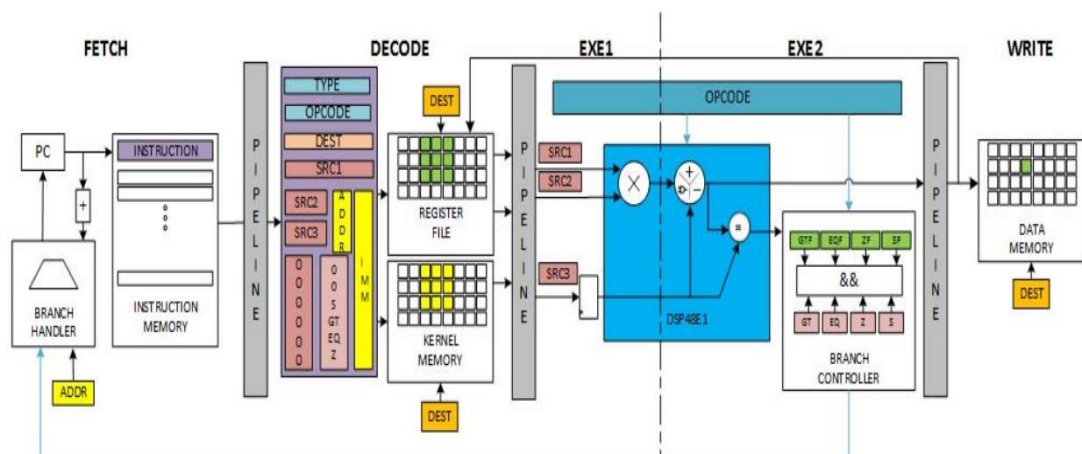 FETCH
DECODE
EXE1
EXE2
WRITE
PC
INSTRUCTION
+
BRANCH
HANDLER
ADDR
INSTRUCTION
MEMORY
PIPELINE
TYPE
OPCODE
DEST
SRC1
SRC2
SRC3
ADDR
IMM
OOOOOO
OO
S
GT
EQ
Z
DEST
REGISTER
FILE
KERNEL
MEMORY
DEST
PIPELINE
SRC1
SRC2
SRC3
OPCODE
X
+
-
=
DSP48E1
GTF EQF ZF SF
&&
GT EQ Z S
BRANCH
CONTROLLER
PIPELINE
DATA
MEMORY
DEST